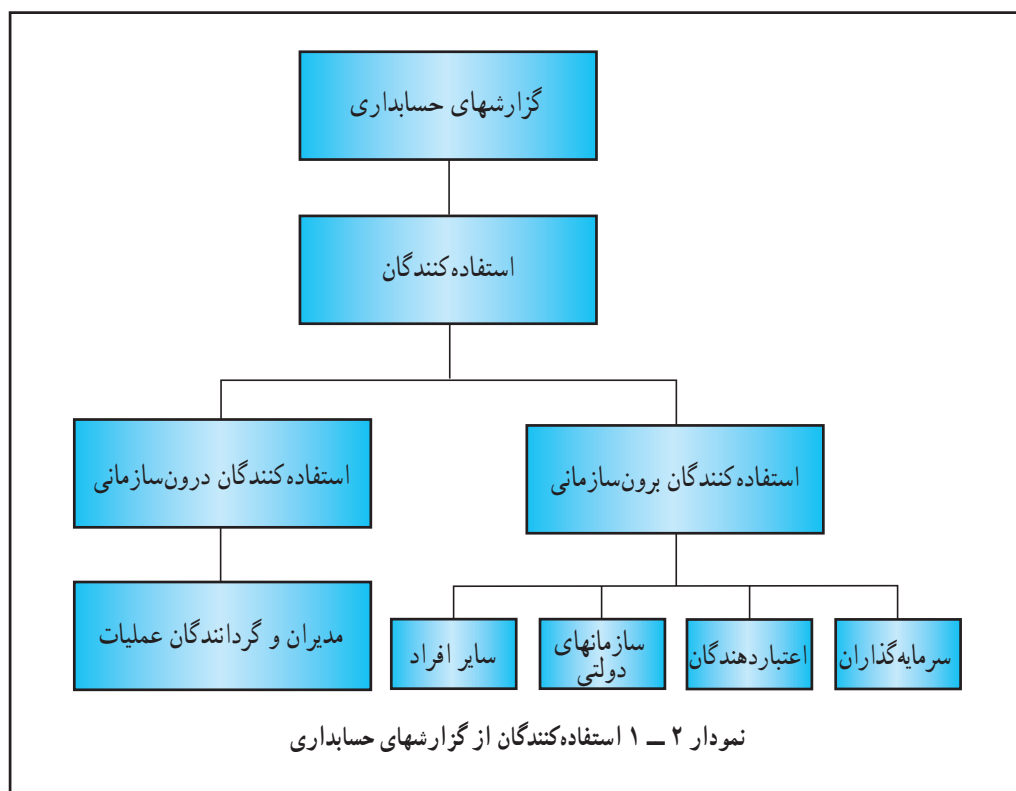 گزارشهای حسابداری
استفاده‌کنندگان
استفاده‌کنندگان برون‌سازمانی
استفاده‌کنندگان درون‌سازمانی
سرمایه‌گذاران
اعتباردهندگان
سازمانهای
دولتی
سایر افراد
مدیران و گردانندگان عملیات
نمودار ۲ ــ ۱ استفاده‌کنندگان از گزارشهای حسابداری